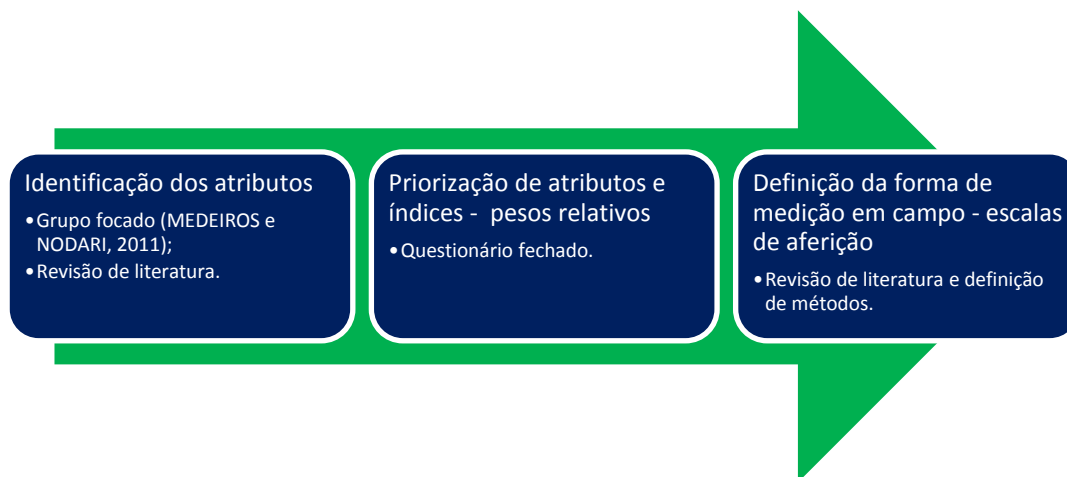 Identificação dos atributos
•Grupo focado (MEDEIROS e
NODARI, 2011);
•Revisão de literatura.
Priorização de atributos e
índices - pesos relativos
•Questionário fechado.
Definição da forma de
medição em campo - escalas
de aferição
•Revisão de literatura e definição
de métodos.